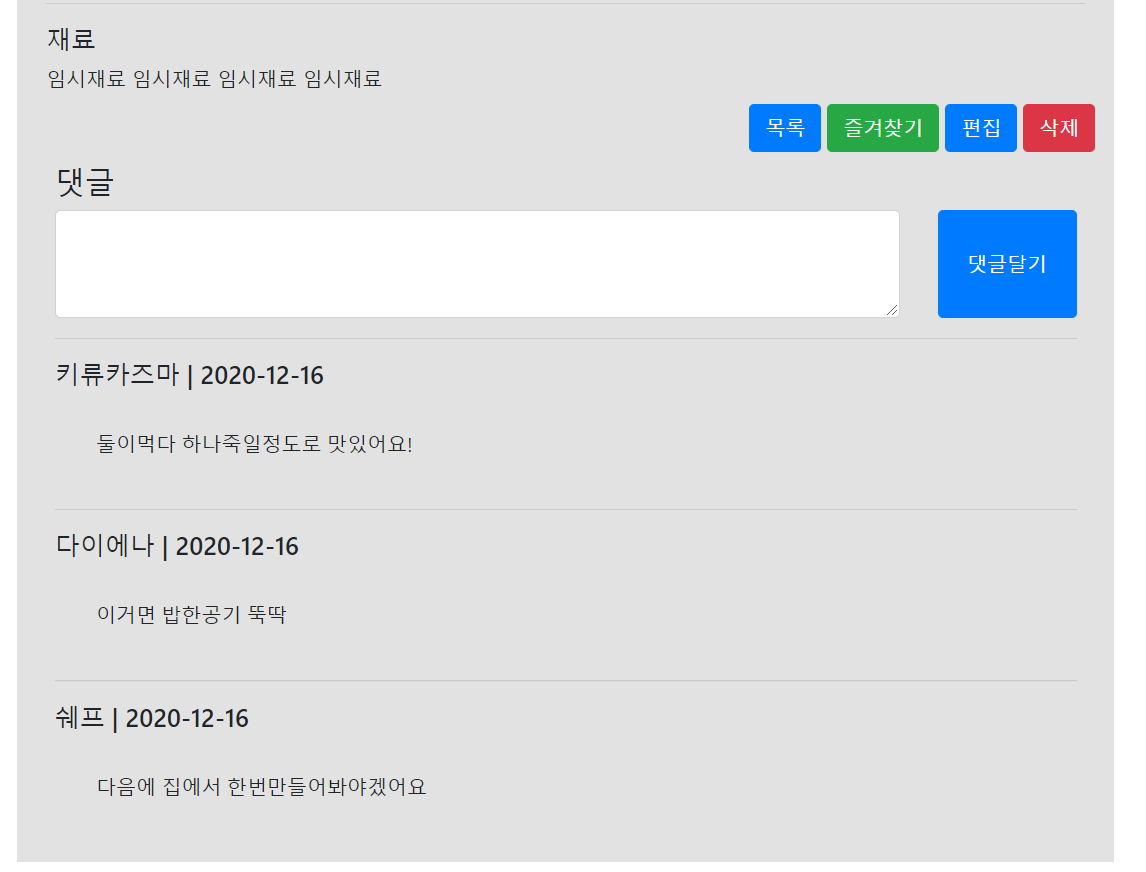 재료
임시재료 임시재료 임시재료 임시재료
목록 즐겨찾기 편집 삭제
댓글
댓글달기
키류카즈마 | 2020-12-16
둘이먹다 하나죽일정도로 맛있어요!
다이에나 | 2020-12-16
이거면 밥한공기 뚝딱
쉐프 | 2020-12-16
다음에 집에서 한번만들어봐야겠어요